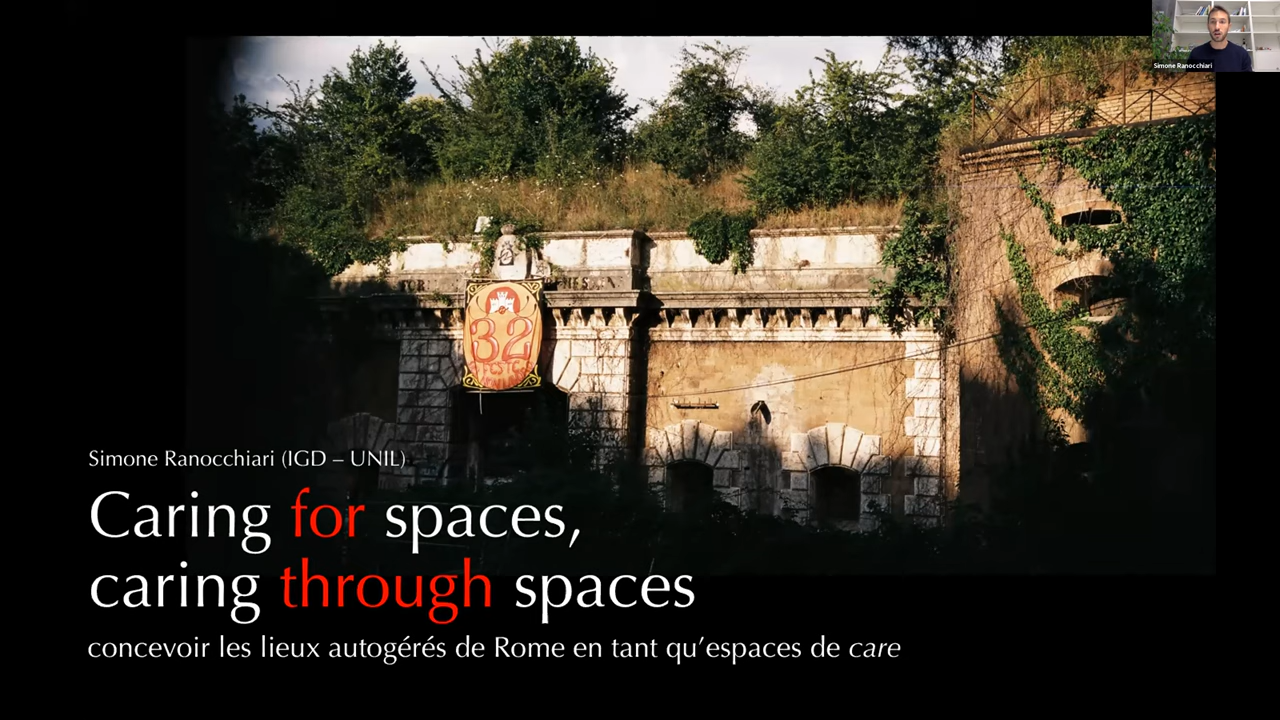 Simone Ranocchiari
32
Simone Ranocchiari (IGD – UNIL)
Caring for spaces,
caring through spaces
concevoir les lieux autogérés de Rome en tant qu’espaces de care